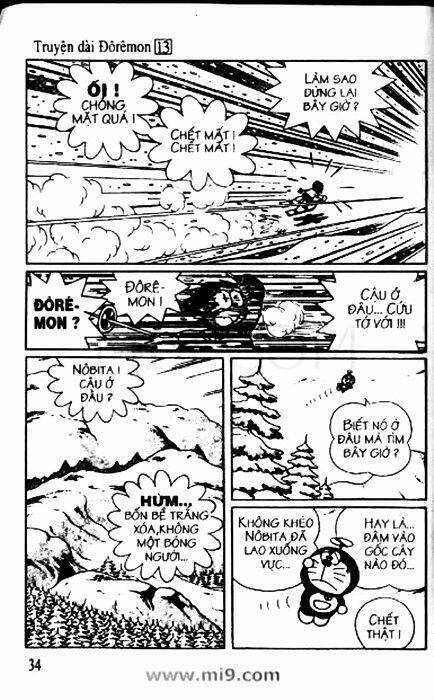 Truyện dài Đôrêmon 13
ỐI !
CHÓNG
MẶT QUÁ !
CHẾT MẤT !
CHẾT MẤT !
LÀM SAO
DỪNG LẠI
BÂY GIỜ ?
ĐÔRÊ-
MON ?
ĐÔRÊ-
MON !
CẬU Ở
ĐÂU... CỨU
TỚ VỚI !!!
NÔBITA !
CẬU Ở
ĐÂU ?
HỪM...
BỐN BỀ TRẮNG
XÓA, KHÔNG
MỘT BÓNG
NGƯỜI...
BIẾT NÓ Ở
ĐÂU MÀ TÌM
BÂY GIỜ ?
KHÔNG KHÉO
NÔBITA ĐÃ
LAO XUỐNG
VỰC...
HAY LÀ...
ĐÂM VÀO
GỐC CÂY
NÀO ĐÓ...
CHẾT
THẬT !
34
www.mi9.com